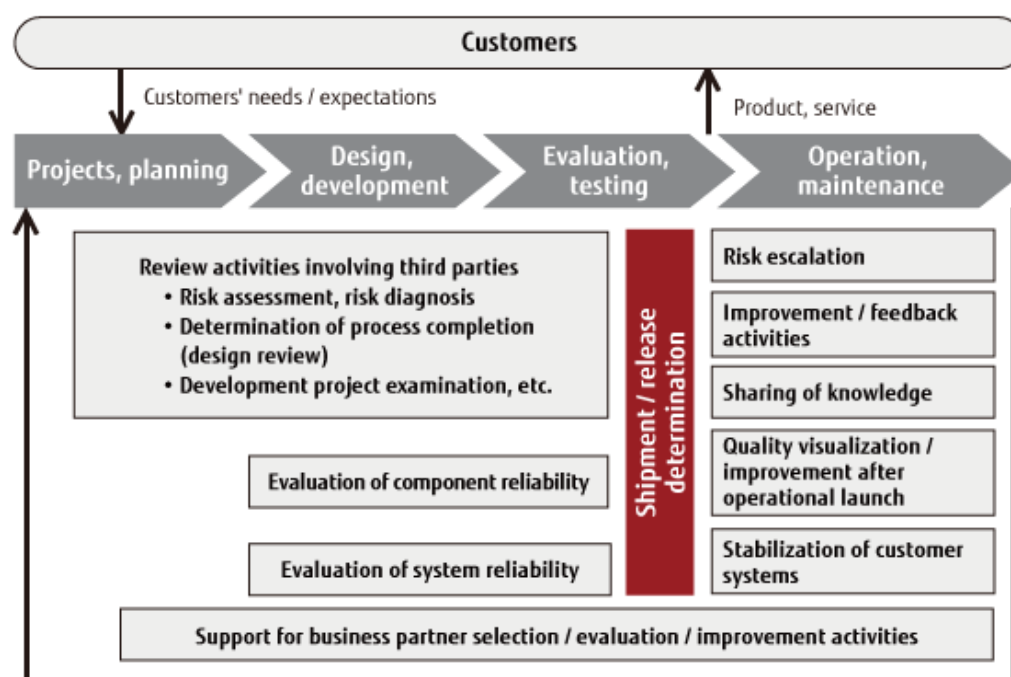 Customers
Customers' needs / expectations
Product, service
Projects, planning
Design,
development
Evaluation,
testing
Operation,
maintenance
Review activities involving third parties
• Risk assessment, risk diagnosis
• Determination of process completion
(design review)
• Development project examination, etc.
Evaluation of component reliability
Evaluation of system reliability
Shipment / release
determination
Risk escalation
Improvement / feedback
activities
Sharing of knowledge
Quality visualization /
improvement after
operational launch
Stabilization of customer
systems
Support for business partner selection / evaluation / improvement activities